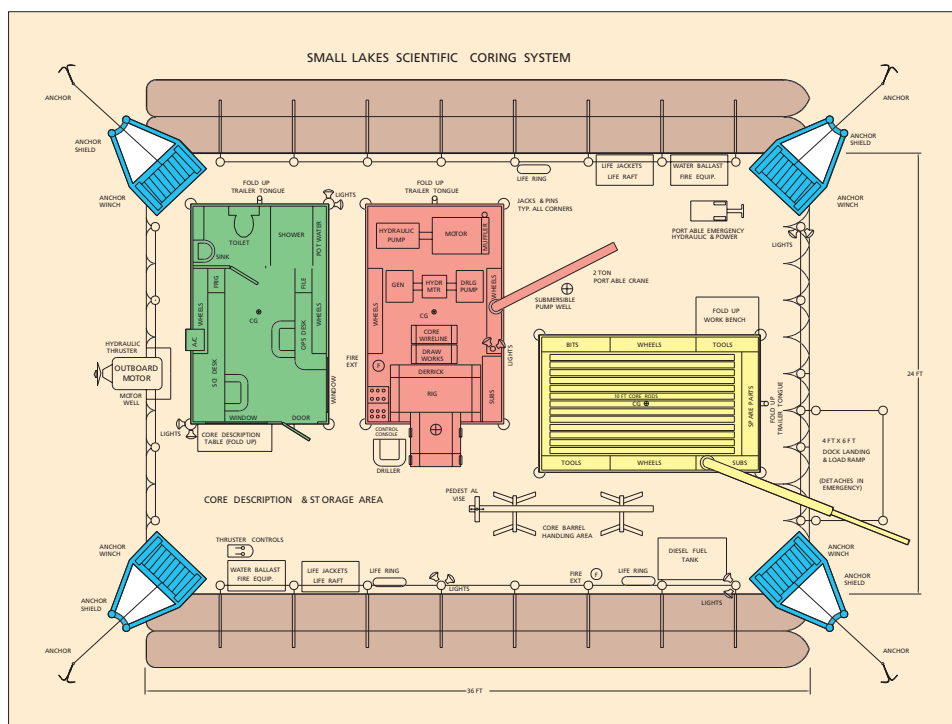 SMALL LAKES SCIENTIFIC CORING SYSTEM
ANCHOR
ANCHOR
ANCHOR
SHIELD
ANCHOR
SHIELD
ANCHOR
WINCH
ANCHOR
WINCH
LIFE RING
LIFE JACKETS
LIFE RAFT
WATER BALLAST
FIRE EQUIP.
FOLD UP
TRAILER TONGUE
LIGHTS
FOLD UP
TRAILER TONGUE
JACKS & PINS
TYP. ALL CORNERS
PORT ABLE EMERGENCY
HYDRAULIC & POWER
LIGHTS
TOILET
SHOWER
POT WATER
SINK
FRIG
FILE
WHEELS
CG
WHEELS
A/C
OPS DESK
SCI DESK
WINDOW
WINDOW
DOOR
HYDRAULIC
PUMP
MOTOR
MUFFLER
GEN
HYDR
MTR
DRLG
PUMP
WHEELS
WHEELS
CG
CORE
WIRELINE
DRAW
WORKS
DERRICK
RIG
SUBS
LIGHTS
FIRE
EXT
F
CONTROL
CONSOLE
DRILLER
2 TON
PORT ABLE CRANE
SUBMERSIBLE
PUMP WELL
FOLD UP
WORK BENCH
BITS
WHEELS
TOOLS
10 FT CORE RODS
CG
SPARE PARTS
TOOLS
WHEELS
SUBS
FOLD UP
TRAILER TONGUE
24 FT
HYDRAULIC
THRUSTER
OUTBOARD
MOTOR
MOTOR
WELL
LIGHTS
CORE DESCRIPTION
TABLE (FOLD UP)
4 FT X 6 FT
DOCK LANDING
& LOAD RAMP
(DETACHES IN
EMERGENCY)
CORE DESCRIPTION & ST ORAGE AREA
PEDEST AL
VISE
CORE BARREL
HANDLING AREA
THRUSTER CONTROLS
WATER BALLAST
FIRE EQUIP.
LIFE JACKETS
LIFE RAFT
LIFE RING
LIGHTS
FIRE
EXT
F
LIFE RING
DIESEL FUEL
TANK
LIGHTS
ANCHOR
WINCH
ANCHOR
WINCH
ANCHOR
SHIELD
ANCHOR
SHIELD
ANCHOR
ANCHOR
36 FT